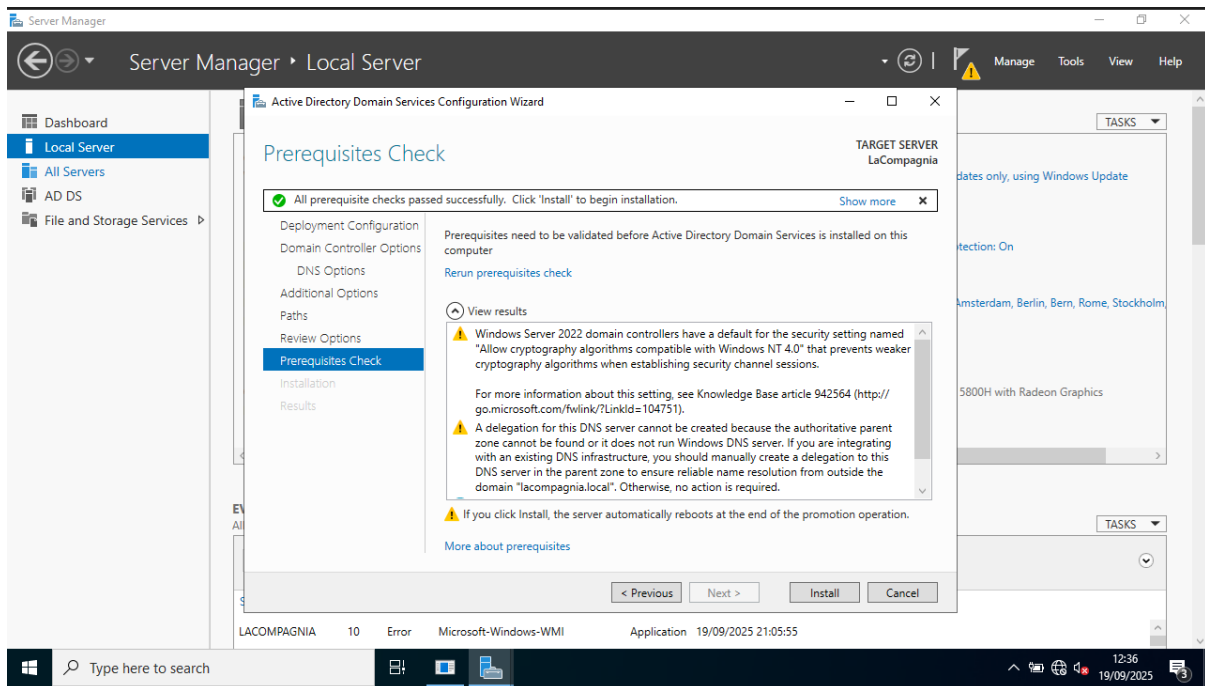 Server Manager
Server Manager ‣ Local Server
Manage Tools View Help
Dashboard
Local Server
All Servers
AD DS
File and Storage Services
TASKS
Active Directory Domain Services Configuration Wizard
Prerequisites Check
TARGET SERVER
LaCompagnia
All prerequisite checks passed successfully. Click 'Install' to begin installation.
Show more
Deployment Configuration
Domain Controller Options
DNS Options
Additional Options
Paths
Review Options
Prerequisites Check
Installation
Results
Prerequisites need to be validated before Active Directory Domain Services is installed on this
computer
Rerun prerequisites check
View results
Windows Server 2022 domain controllers have a default for the security setting named
"Allow cryptography algorithms compatible with Windows NT 4.0" that prevents weaker
cryptography algorithms when establishing security channel sessions.
For more information about this setting, see Knowledge Base article 942564 (http://
go.microsoft.com/fwlink/?LinkId=104751).
A delegation for this DNS server cannot be created because the authoritative parent
zone cannot be found or it does not run Windows DNS server. If you are integrating
with an existing DNS infrastructure, you should manually create a delegation to this
DNS server in the parent zone to ensure reliable name resolution from outside the
domain "lacompagnia.local". Otherwise, no action is required.
If you click Install, the server automatically reboots at the end of the promotion operation.
More about prerequisites
< Previous
Next >
Install
Cancel
dates only, using Windows Update
tection: On
Amsterdam, Berlin, Bern, Rome, Stockholm,
5800H with Radeon Graphics
TASKS
LACOMPAGNIA 10 Error Microsoft-Windows-WMI Application 19/09/2025 21:05:55
Type here to search
12:36
19/09/2025
3